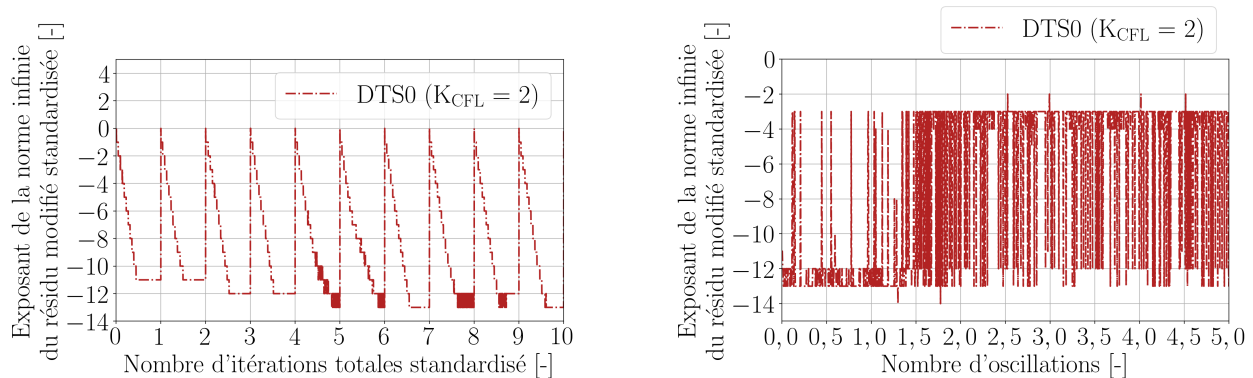 Exposant de la norme infinie
du résidu modifié standardisée [-]
4
2
0
−2
−4
−6
−8
−10
−12
−14
DTS0 (K_CFL = 2)
0 1 2 3 4 5 6 7 8 9 10
Nombre d'itérations totales standardisé [-]
Exposant de la norme infinie
du résidu modifié standardisée [-]
DTS0 (K_CFL = 2)
0
−2
−4
−6
−8
−10
−12
−14
0,0 0,5 1,0 1,5 2,0 2,5 3,0 3,5 4,0 4,5 5,0
Nombre d'oscillations [-]